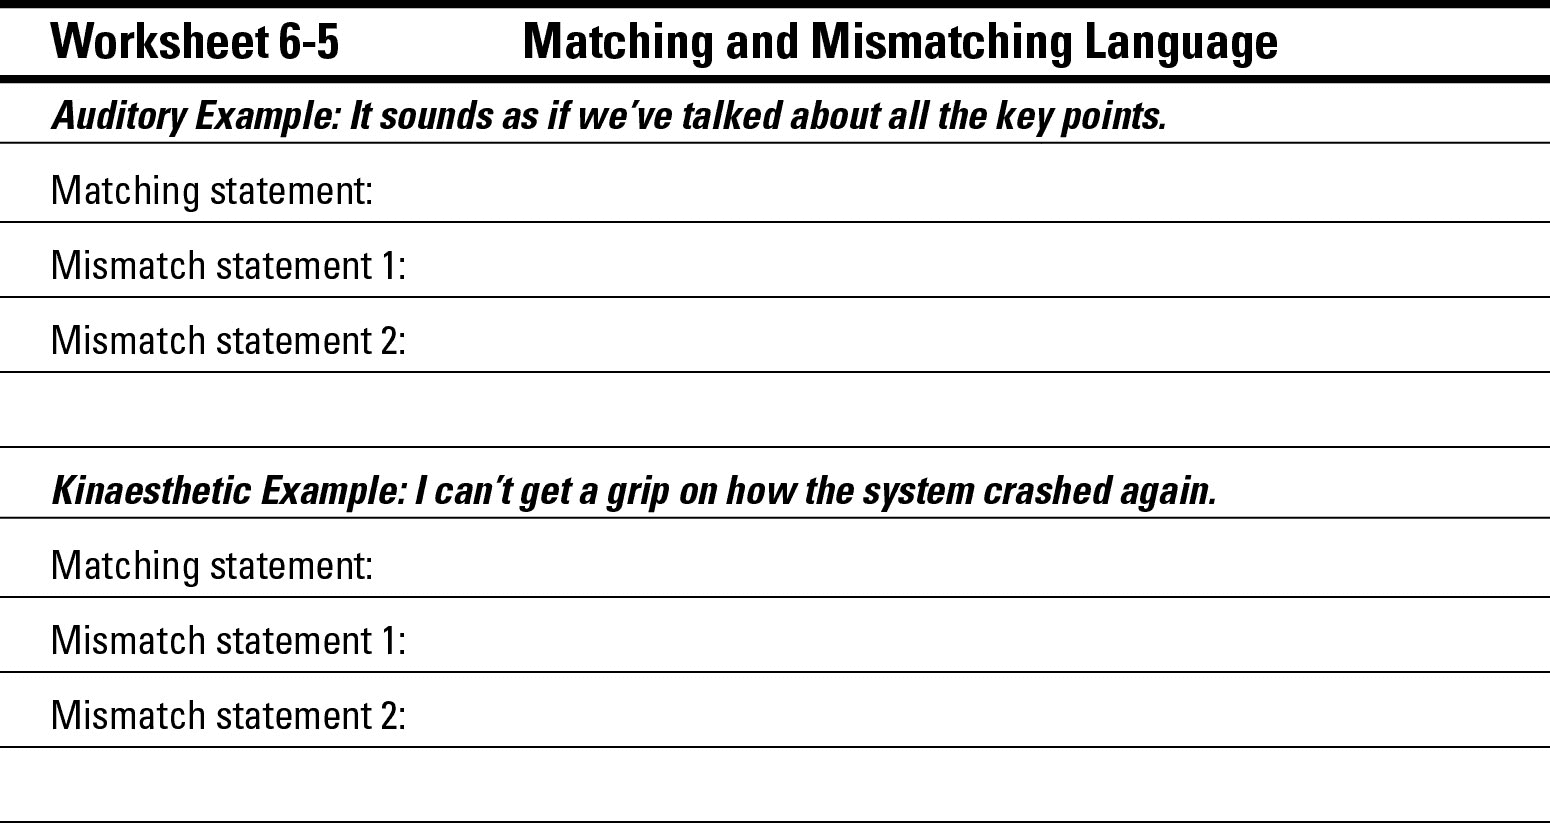 Worksheet 6-5 Matching and Mismatching Language
Auditory Example: It sounds as if we’ve talked about all the key points.
Matching statement:
Mismatch statement 1:
Mismatch statement 2:
Kinaesthetic Example: I can’t get a grip on how the system crashed again.
Matching statement:
Mismatch statement 1:
Mismatch statement 2: